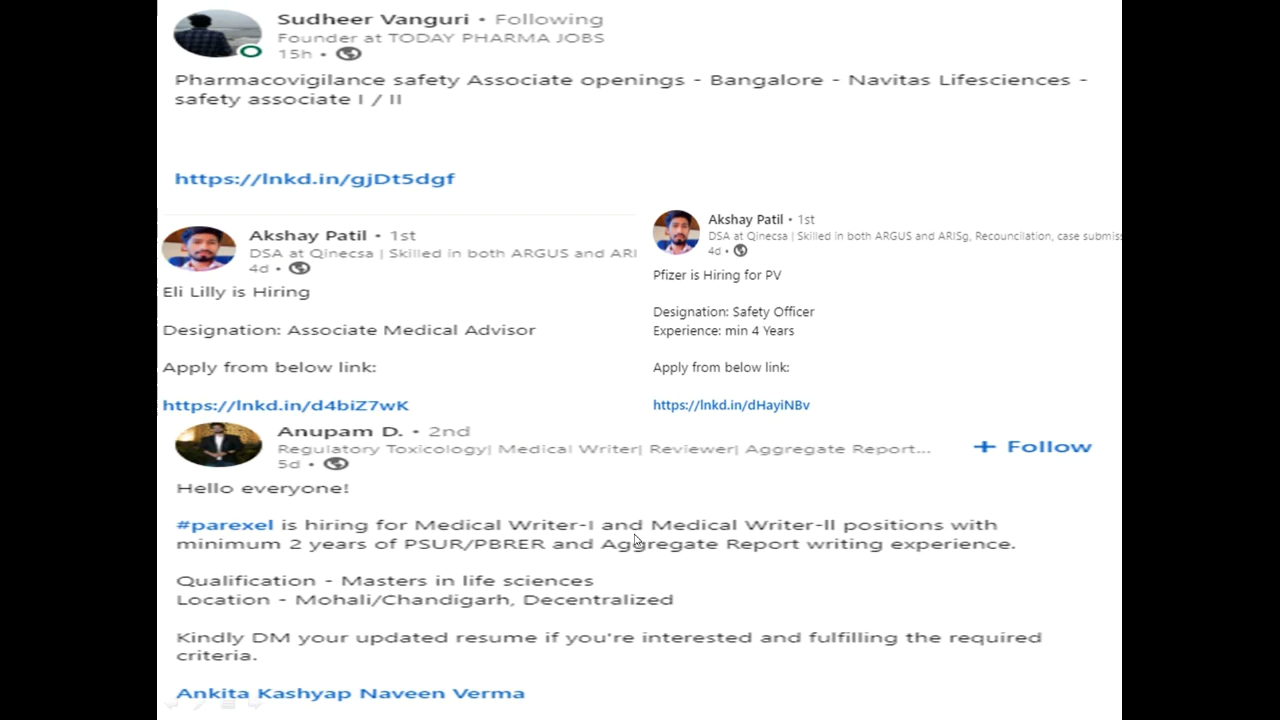 Sudheer Vanguri • Following
Founder at TODAY PHARMA JOBS
15h •
Pharmacovigilance safety Associate openings - Bangalore - Navitas Lifesciences -
safety associate I / II
https://lnkd.in/gjDt5dgf
Akshay Patil • 1st
DSA at Qinecsa | Skilled in both ARGUS and ARI
4d •
Eli Lilly is Hiring
Designation: Associate Medical Advisor
Apply from below link:
https://lnkd.in/d4biZ7wK
Akshay Patil • 1st
DSA at Qinecsa | Skilled in both ARGUS and ARISg, Recouncilation, case submiss
4d •
Pfizer is Hiring for PV
Designation: Safety Officer
Experience: min 4 Years
Apply from below link:
https://lnkd.in/dHayiNBv
Anupam D. • 2nd
Regulatory Toxicology| Medical Writer| Reviewer| Aggregate Report...
5d •
+ Follow
Hello everyone!
#parexel is hiring for Medical Writer-I and Medical Writer-II positions with
minimum 2 years of PSUR/PBRER and Aggregate Report writing experience.
Qualification - Masters in life sciences
Location - Mohali/Chandigarh, Decentralized
Kindly DM your updated resume if you're interested and fulfilling the required
criteria.
Ankita Kashyap Naveen Verma